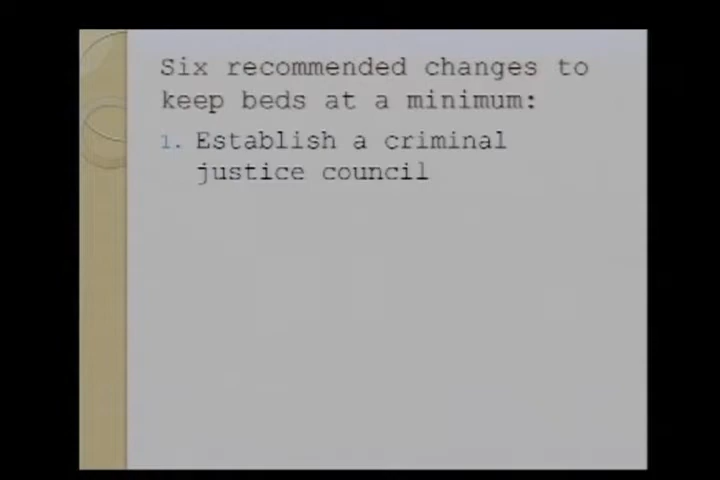 Six recommended changes to
keep beds at a minimum:
1. Establish a criminal
justice council